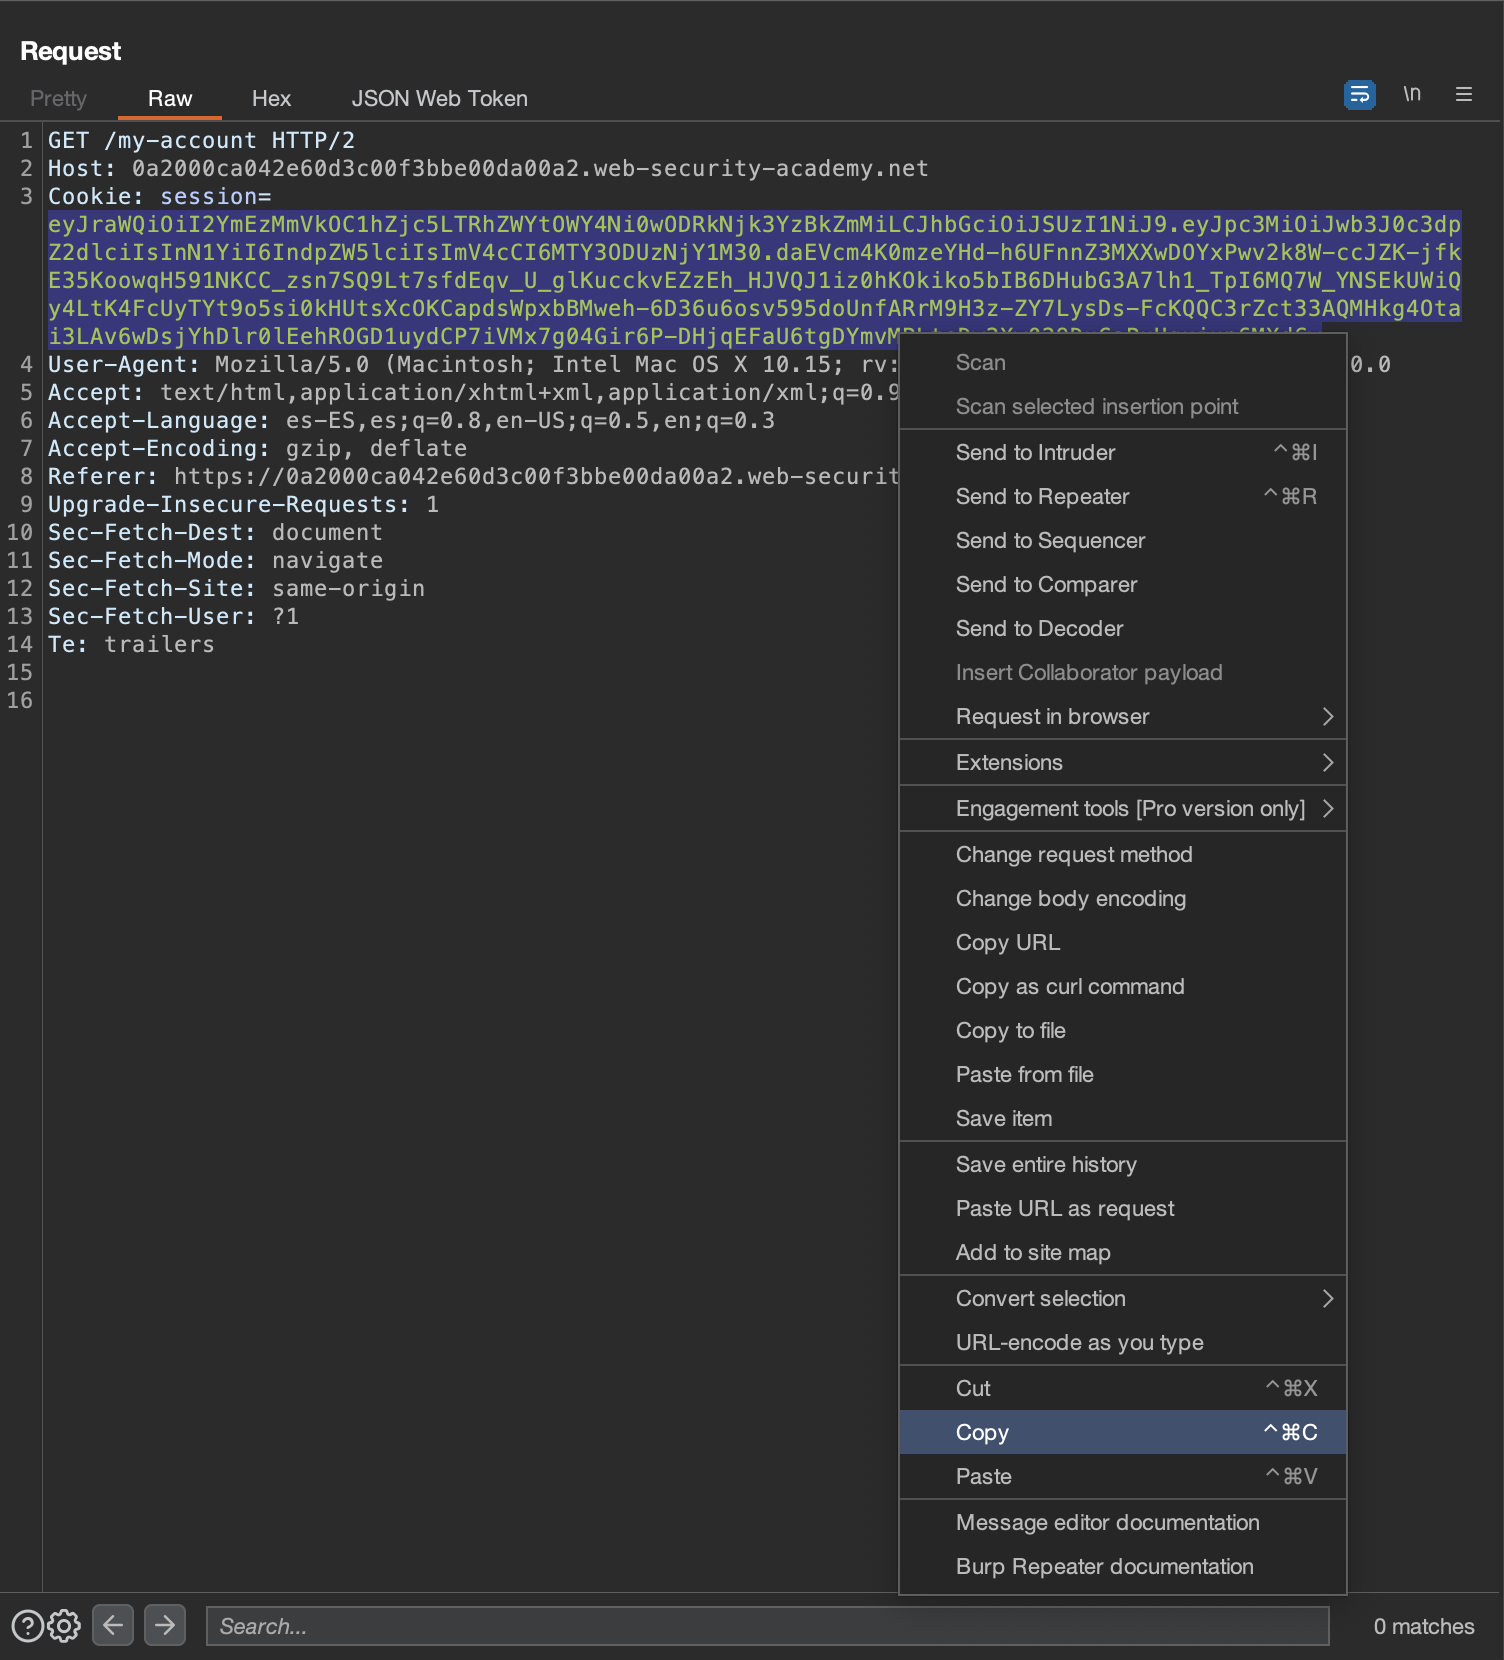 Request
Pretty Raw Hex JSON Web Token \n
1 GET /my-account HTTP/2
2 Host: 0a2000ca042e60d3c00f3bbe00da00a2.web-security-academy.net
3 Cookie: session=
eyJraWQiOiI2YmEzMmVkOC1hZjc5LTRhZWYtOWY4Ni0wODRkNjk3YzBkZmMiLCJhbGciOiJSUzI1NiJ9.eyJpc3MiOiJwb3J0c3dp
Z2dlciIsInN1YiI6IndpZW5lciIsImV4cCI6MTY3ODUzNjY1M30.daEVcm4K0mzeYHd-h6UFnnZ3MXXwDOYxPwv2k8W-ccJZK-jfk
E35KoowqH591NKCC_zsn7SQ9Lt7sfdEqv_U_glKucckvEZzEh_HJVQJ1iz0hKOkiko5bIB6DHubG3A7lh1_TpI6MQ7W_YNSEkUWiQ
y4LtK4FcUyTYt9o5si0kHUtsXcOKCapdsWpxbBMweh-6D36u6osv595doUnfARrM9H3z-ZY7LysDs-FcKQQC3rZct33AQMHkg4Ota
i3LAv6wDsjYhDlr0lEehROGD1uydCP7iVMx7g04Gir6P-DHjqEFaU6tgDYmvM
4 User-Agent: Mozilla/5.0 (Macintosh; Intel Mac OS X 10.15; rv: 0.0
5 Accept: text/html,application/xhtml+xml,application/xml;q=0.9
6 Accept-Language: es-ES,es;q=0.8,en-US;q=0.5,en;q=0.3
7 Accept-Encoding: gzip, deflate
8 Referer: https://0a2000ca042e60d3c00f3bbe00da00a2.web-securit
9 Upgrade-Insecure-Requests: 1
10 Sec-Fetch-Dest: document
11 Sec-Fetch-Mode: navigate
12 Sec-Fetch-Site: same-origin
13 Sec-Fetch-User: ?1
14 Te: trailers
15
16
Scan
Scan selected insertion point
Send to Intruder ^⌘I
Send to Repeater ^⌘R
Send to Sequencer
Send to Comparer
Send to Decoder
Insert Collaborator payload
Request in browser
Extensions
Engagement tools [Pro version only]
Change request method
Change body encoding
Copy URL
Copy as curl command
Copy to file
Paste from file
Save item
Save entire history
Paste URL as request
Add to site map
Convert selection
URL-encode as you type
Cut ^⌘X
Copy ^⌘C
Paste ^⌘V
Message editor documentation
Burp Repeater documentation
Search... 0 matches